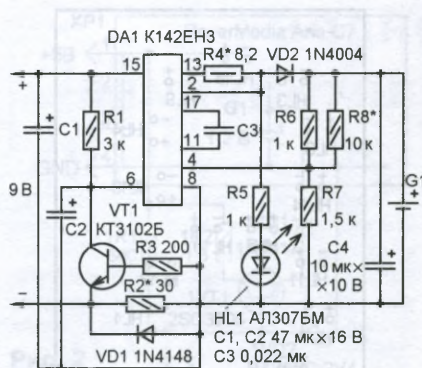 DA1 К142ЕН3
R4* 8,2
VD2 1N4004
15
13
2
17
11
4
6
8
+
C1
+
R1
3 к
C3
R6
1 к
R8*
10 к
9 В
C2
+
VT1
КТ3102Б
R3 200
R2* 30
R5
1 к
R7
1,5 к
G1
+
C4
10 мк×
×10 В
+
−
VD1 1N4148
HL1 АЛ307БМ
C1, C2 47 мк×16 В
C3 0,022 мк